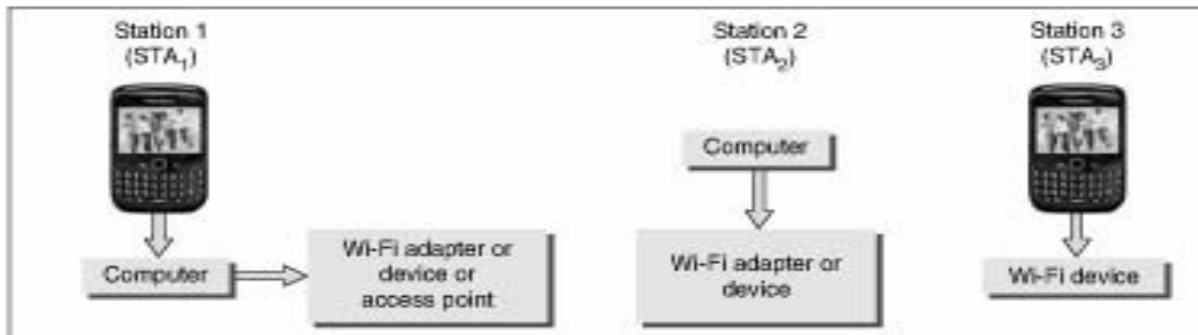 Station 1
(STA1)
Station 2
(STA2)
Station 3
(STA3)
Computer
Wi-Fi adapter or
device or
access point
Computer
Wi-Fi adapter or
device
Wi-Fi device